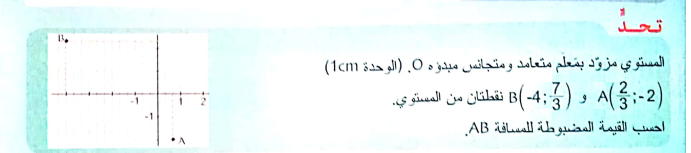 تحدٍّ
المستوي مزوّد بمعلم متعامد ومتجانس مبدؤه O. (الوحدة 1cm)
A(2/3;-2) و B(-4;7/3) نقطتان من المستوي.
احسب القيمة المضبوطة للمسافة AB.
B
-1 1 2
-1
A